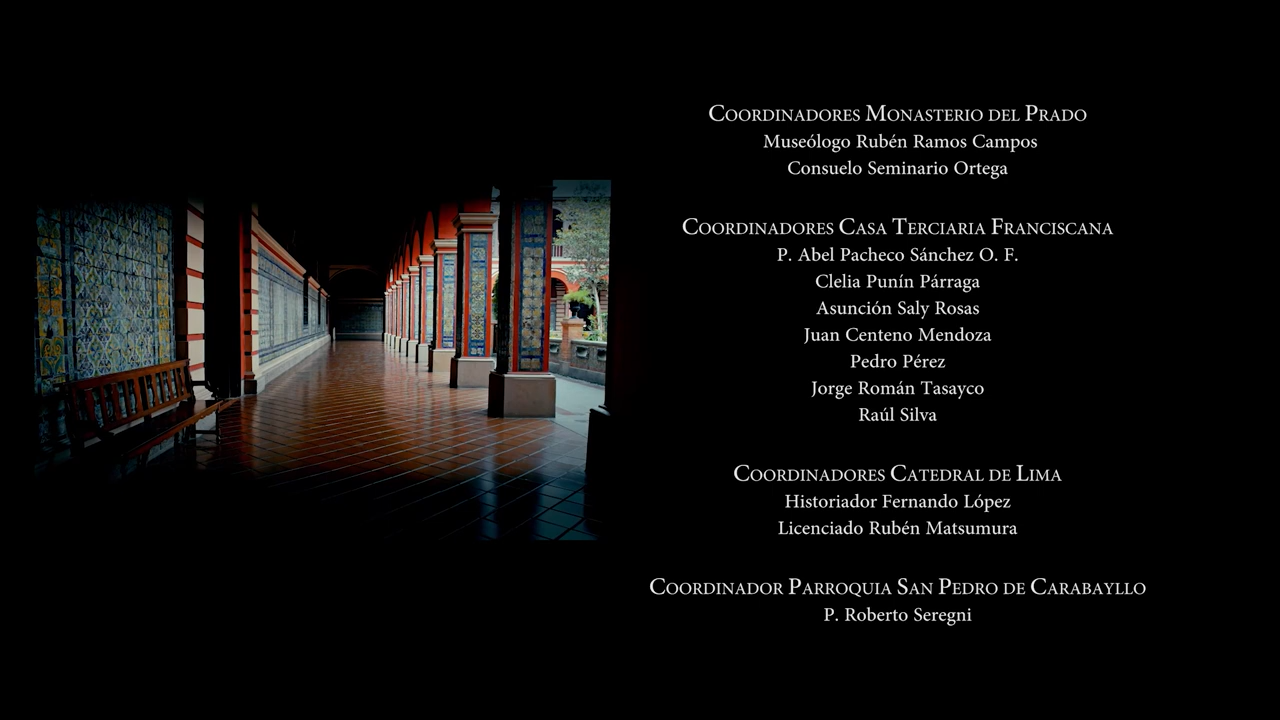 Coordinadores Monasterio del Prado
Museólogo Rubén Ramos Campos
Consuelo Seminario Ortega
Coordinadores Casa Terciaria Franciscana
P. Abel Pacheco Sánchez O. F.
Clelia Punín Párraga
Asunción Saly Rosas
Juan Centeno Mendoza
Pedro Pérez
Jorge Román Tasayco
Raúl Silva
Coordinadores Catedral de Lima
Historiador Fernando López
Licenciado Rubén Matsumura
Coordinador Parroquia San Pedro de Carabayllo
P. Roberto Seregni